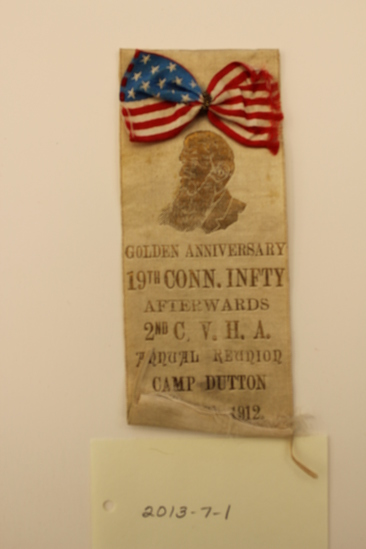 GOLDEN ANNIVERSARY
19TH CONN. INFTY
AFTERWARDS
2ND C. V. H. A.
Annual Reunion
CAMP DUTTON
1912.
2013-7-1